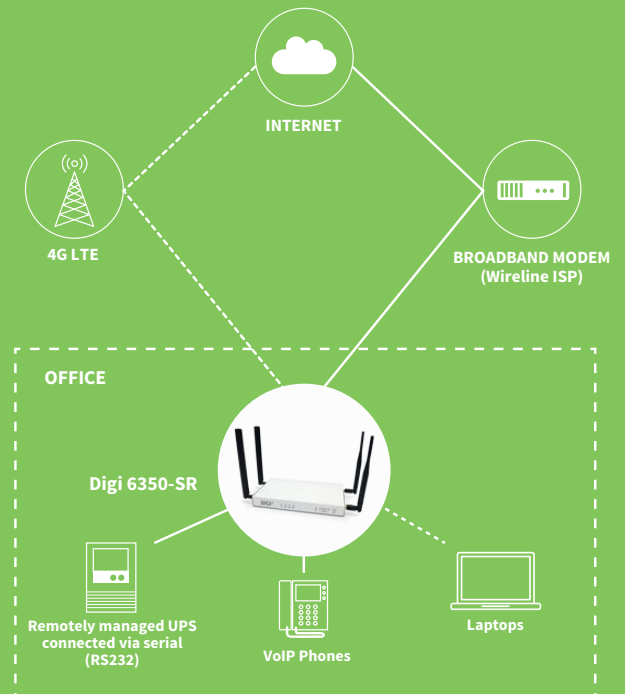 INTERNET
4G LTE
BROADBAND MODEM
(Wireline ISP)
OFFICE
Digi 6350-SR
DIGI
Remotely managed UPS
connected via serial
(RS232)
VoIP Phones
Laptops